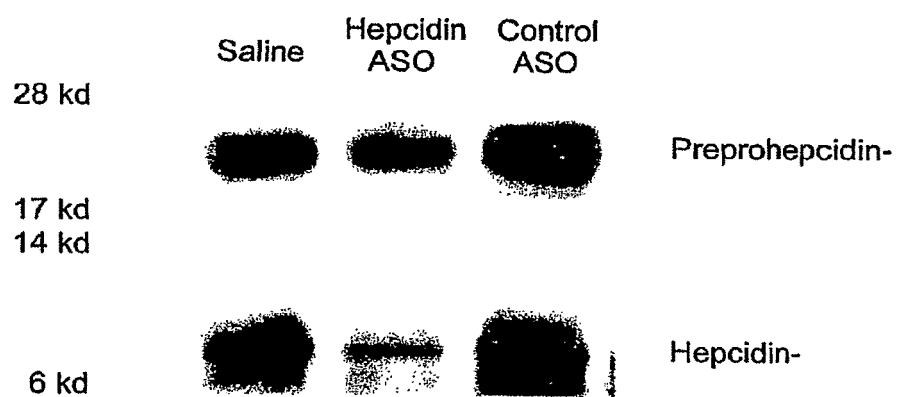 Saline
Hepcidin
ASO
Control
ASO
28 kd
Preprohepcidin-
17 kd
14 kd
Hepcidin-
6 kd